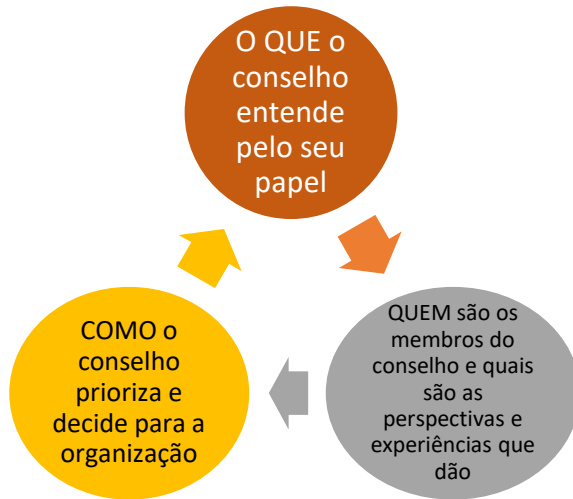 O QUE o
conselho
entende
pelo seu
papel
QUEM são os
membros do
conselho e quais
são as
perspectivas e
experiências que
dão
COMO o
conselho
prioriza e
decide para a
organização